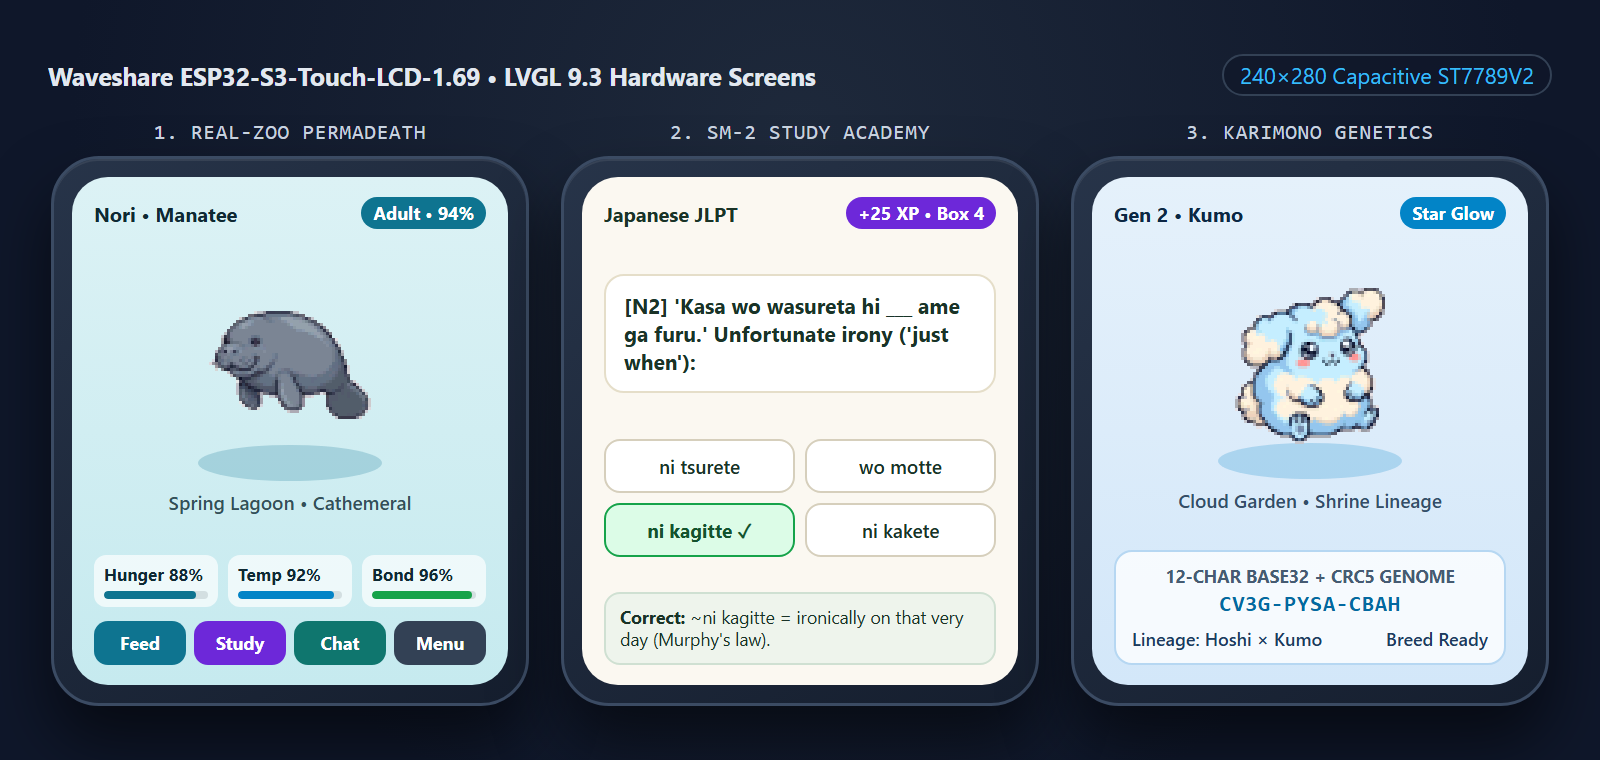 Waveshare ESP32-S3-Touch-LCD-1.69 • LVGL 9.3 Hardware Screens
240×280 Capacitive ST7789V2
1. REAL-ZOO PERMADEATH
Nori • Manatee
Adult • 94%
Spring Lagoon • Cathemeral
Hunger 88%
Temp 92%
Bond 96%
Feed
Study
Chat
Menu
2. SM-2 STUDY ACADEMY
Japanese JLPT
+25 XP • Box 4
[N2] 'Kasa wo wasureta hi ___ ame
ga furu.' Unfortunate irony ('just
when'):
ni tsurete
wo motte
ni kagitte ✓
ni kakete
Correct: ~ni kagitte = ironically on that very
day (Murphy's law).
3. KARIMONO GENETICS
Gen 2 • Kumo
Star Glow
Cloud Garden • Shrine Lineage
12-CHAR BASE32 + CRC5 GENOME
CV3G-PYSA-CBAH
Lineage: Hoshi × Kumo
Breed Ready